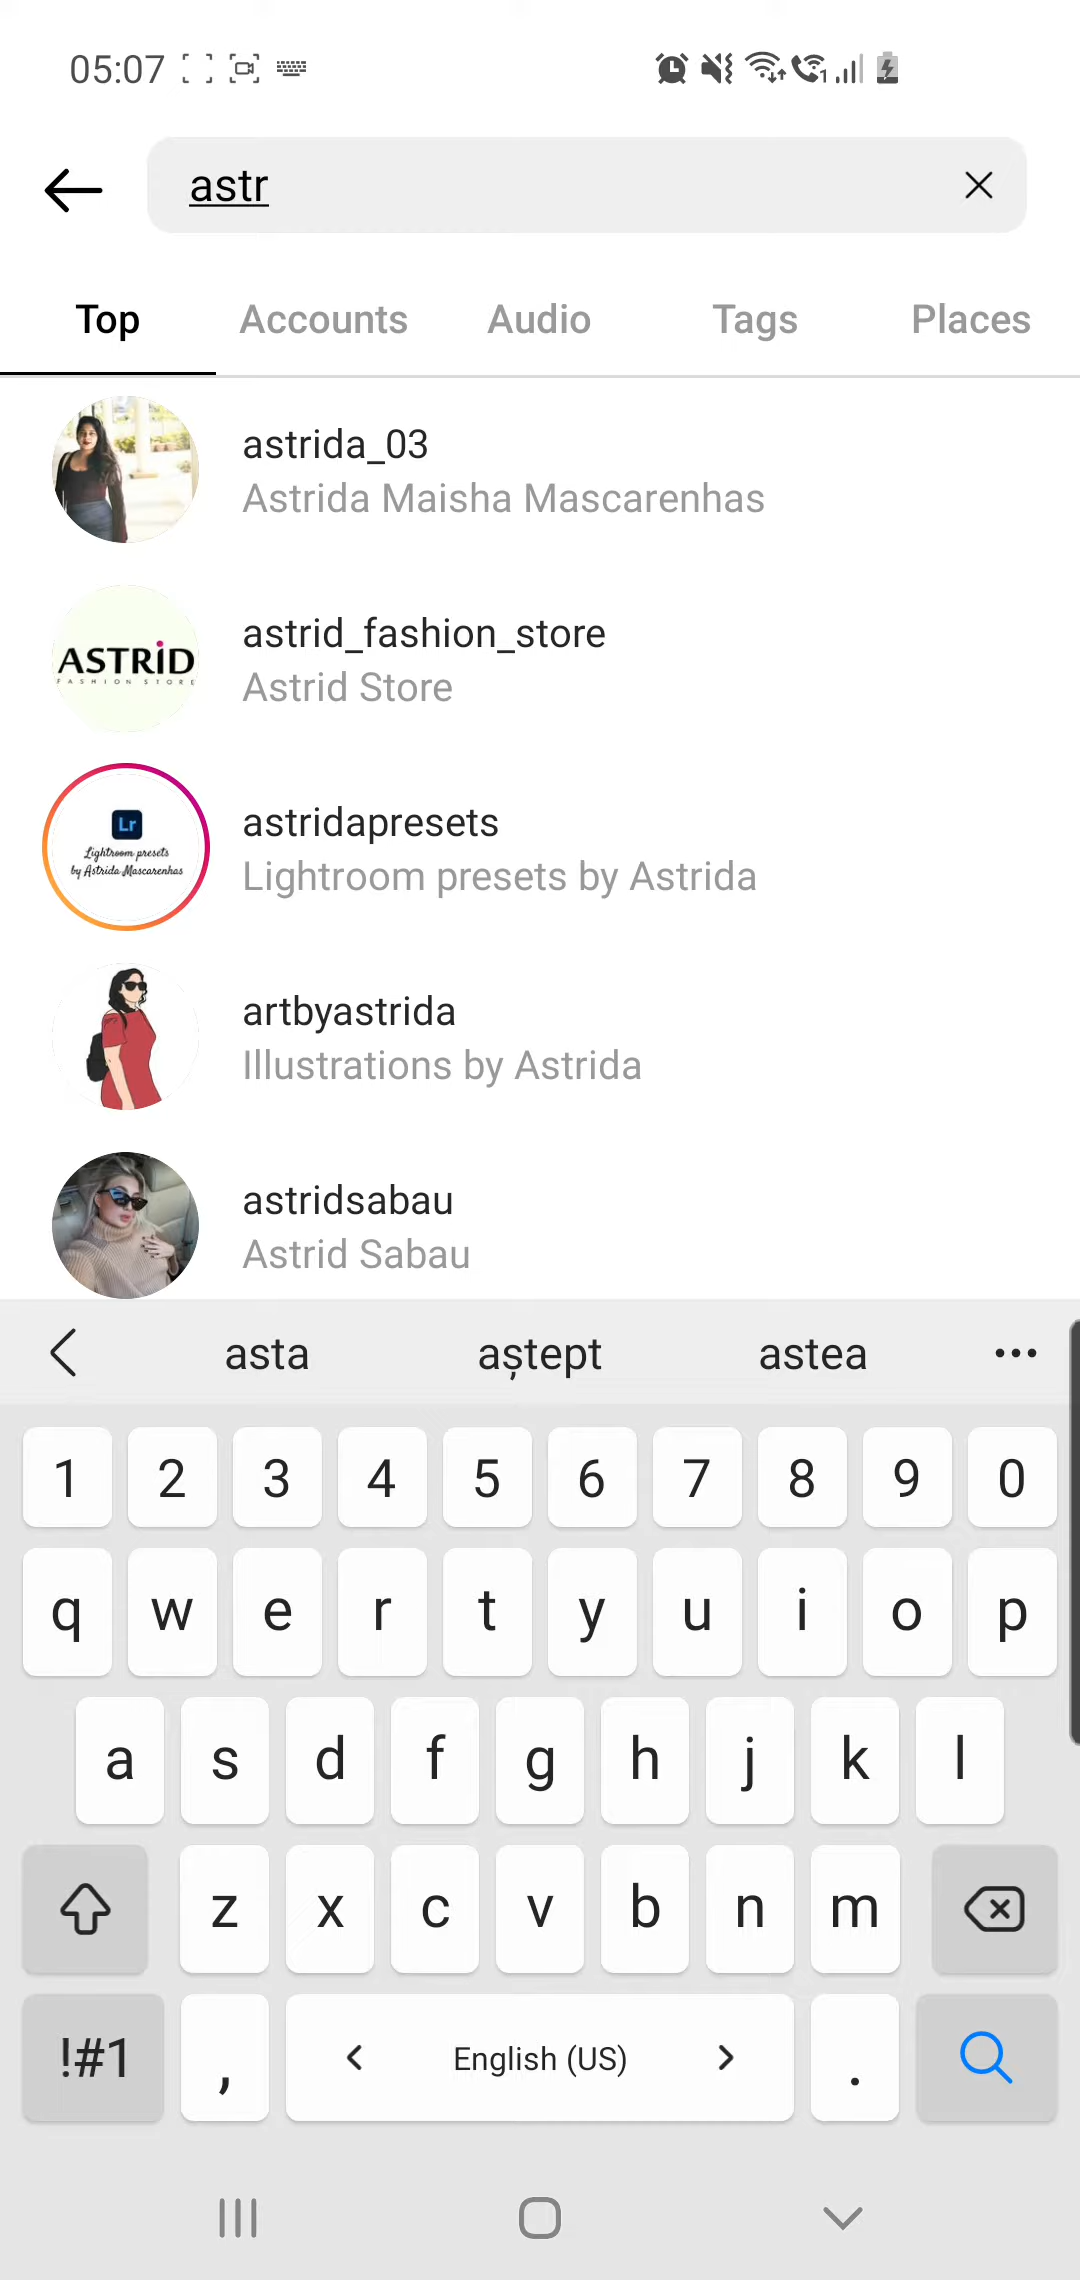 05:07
astr
Top Accounts Audio Tags Places
astrida_03
Astrida Maisha Mascarenhas
ASTRiD
FASHION STORE
astrid_fashion_store
Astrid Store
Lr
Lightroom presets
by Astrida Mascarenhas
astridapresets
Lightroom presets by Astrida
artbyastrida
Illustrations by Astrida
astridsabau
Astrid Sabau
asta aștept astea
1 2 3 4 5 6 7 8 9 0
q w e r t y u i o p
a s d f g h j k l
z x c v b n m
!#1 , English (US) .